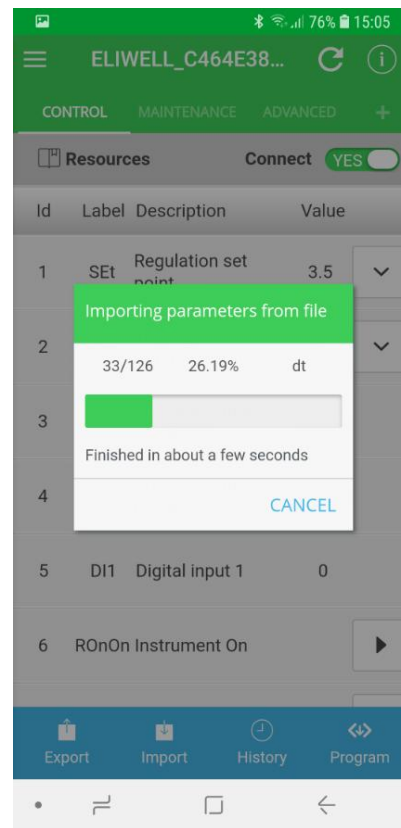 76% 15:05
ELIWELL_C464E38...
CONTROL MAINTENANCE ADVANCED +
Resources Connect YES
Id Label Description Value
1 SEt Regulation set 3.5
point
Importing parameters from file
2
33/126 26.19% dt
3
Finished in about a few seconds
4
CANCEL
5 DI1 Digital input 1 0
6 ROnOn Instrument On
Export Import History Program